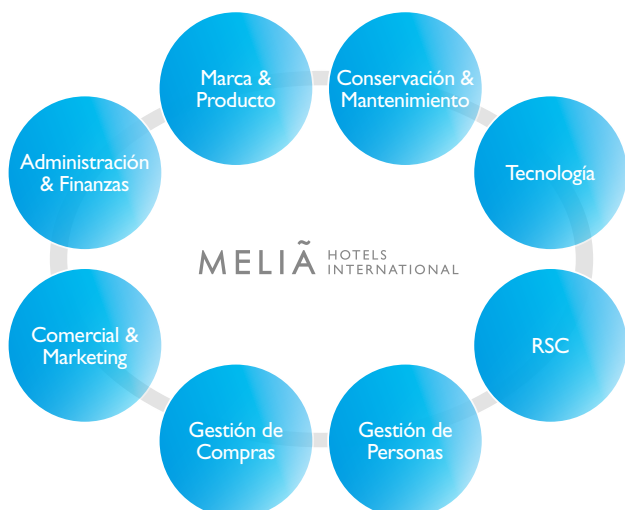 Marca &
Producto
Conservación &
Mantenimiento
Administración
& Finanzas
Tecnología
MELIÃ HOTELS
INTERNATIONAL
Comercial &
Marketing
RSC
Gestión de
Compras
Gestión de
Personas